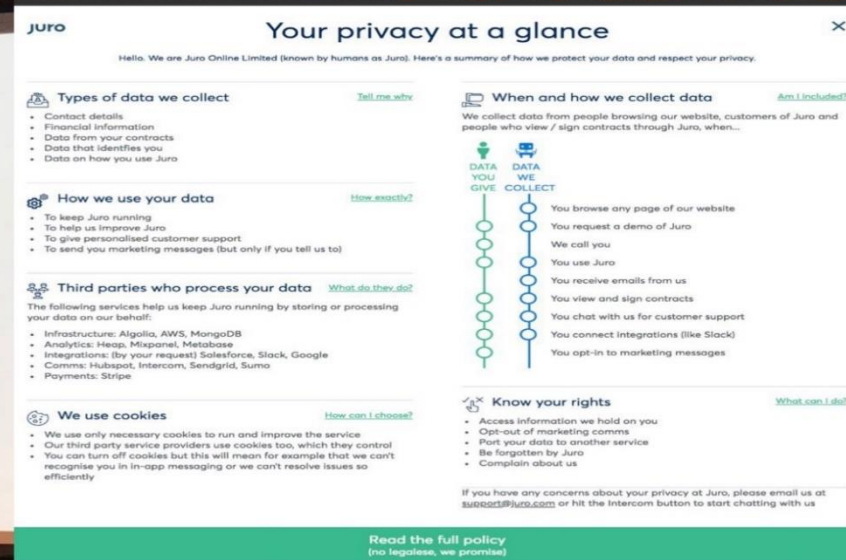 JURO
Your privacy at a glance
Hello. We are Juro Online Limited (known by humans as Juro). Here's a summary of how we protect your data and respect your privacy.
Types of data we collect
Tell me why
• Contact details
• Financial information
• Data from your contracts
• Data that identfies you
• Data on how you use Juro
How we use your data
How exactly?
• To keep Juro running
• To help us improve Juro
• To give personalised customer support
• To send you marketing messages (but only if you tell us to)
Third parties who process your data
What do they do?
The following services help us keep Juro running by storing or processing
your data on our behalf:
• Infrastructure: Algolia, AWS, MongoDB
• Analytics: Heap, Mixpanel, Metabase
• Integrations: (by your request) Salesforce, Slack, Google
• Comms: Hubspot, Intercom, Sendgrid, Sumo
• Payments: Stripe
We use cookies
How can I choose?
• We use only necessary cookies to run and improve the service
• Our third party service providers use cookies too, which they control
• You can turn off cookies but this will mean for example that we can't
recognise you in in-app messaging or we can't resolve issues so
efficiently
When and how we collect data
Am I included?
We collect data from people browsing our website, customers of Juro and
people who view / sign contracts through Juro, when...
DATA YOU GIVE
DATA WE COLLECT
You browse any page of our website
You request a demo of Juro
We call you
You use Juro
You receive emails from us
You view and sign contracts
You chat with us for customer support
You connect integrations (like Slack)
You opt-in to marketing messages
Know your rights
What can I do?
• Access information we hold on you
• Opt-out of marketing comms
• Port your data to another service
• Be forgotten by Juro
• Complain about us
If you have any concerns about your privacy at Juro, please email us at
support@juro.com or hit the Intercom button to start chatting with us
Read the full policy
(no legalese, we promise)